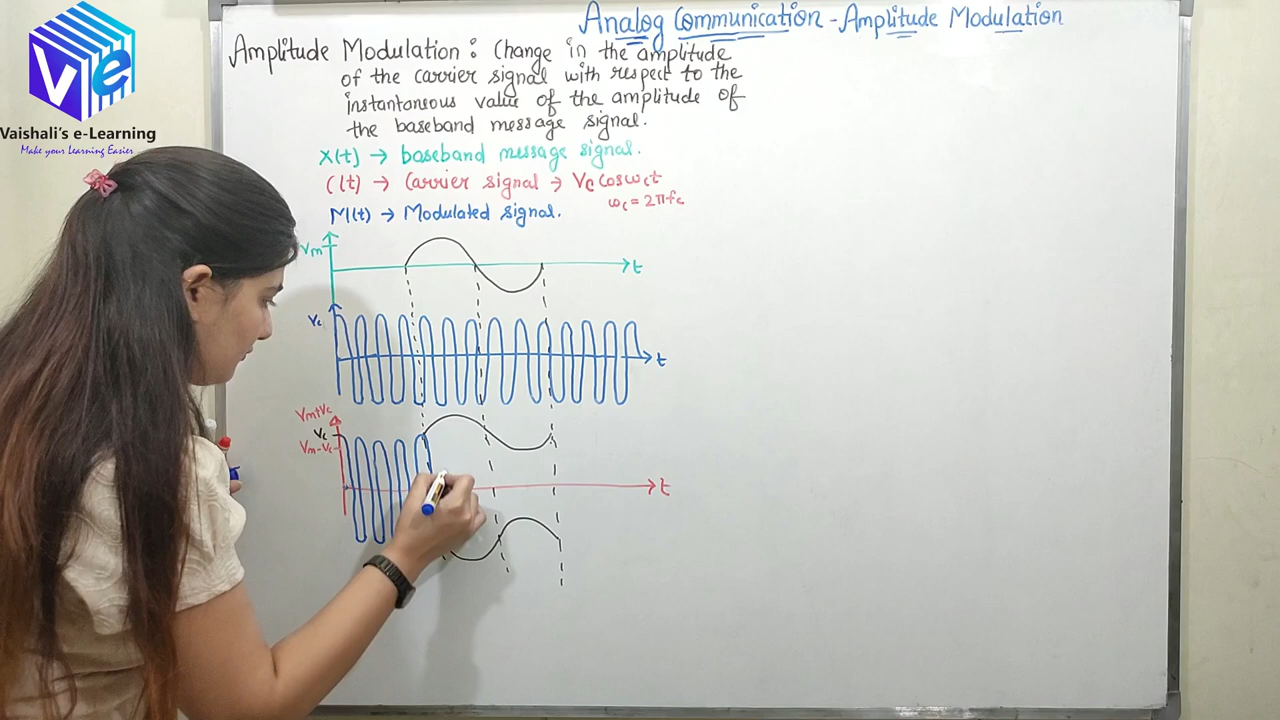 Analog Communication - Amplitude Modulation
Amplitude Modulation : Change in the amplitude
of the carrier signal with respect to the
instantaneous value of the amplitude of
the baseband message signal.
x(t) → baseband message signal.
C(t) → Carrier signal → Vc cosωct
ωc = 2πfc
M(t) → Modulated signal.
Vm
t
Vc
t
Vm+Vc
Vc
Vm-Vc
t
Ve
Vaishali's e-Learning
Make your Learning Easier